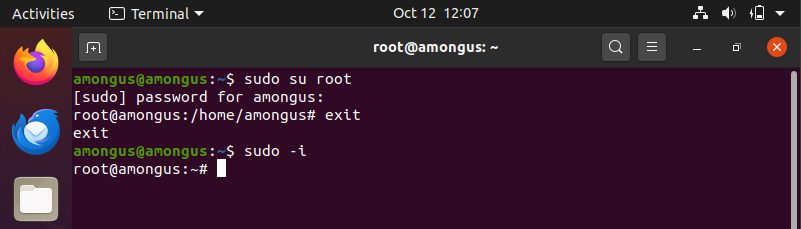 Activities Terminal Oct 12 12:07
root@amongus: ~
amongus@amongus:~$ sudo su root
[sudo] password for amongus:
root@amongus:/home/amongus# exit
exit
amongus@amongus:~$ sudo -i
root@amongus:~#